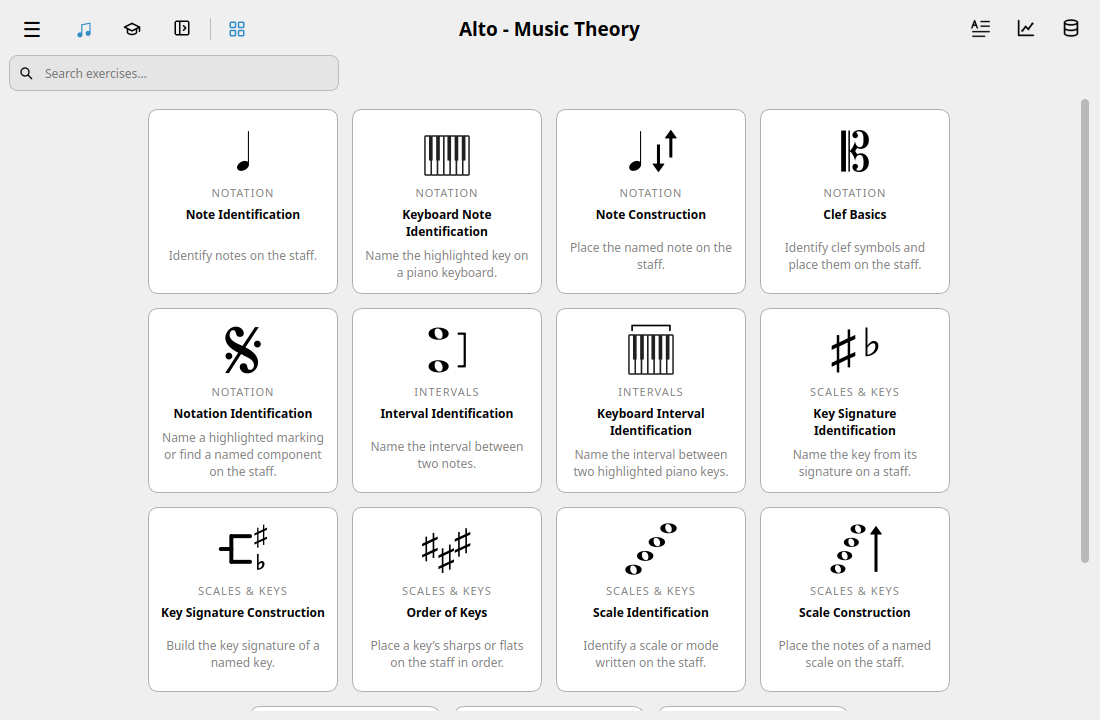 Alto - Music Theory
Search exercises...
NOTATION
Note Identification
Identify notes on the staff.
NOTATION
Keyboard Note
Identification
Name the highlighted key on
a piano keyboard.
NOTATION
Note Construction
Place the named note on the
staff.
NOTATION
Clef Basics
Identify clef symbols and
place them on the staff.
NOTATION
Notation Identification
Name a highlighted marking
or find a named component
on the staff.
INTERVALS
Interval Identification
Name the interval between
two notes.
INTERVALS
Keyboard Interval
Identification
Name the interval between
two highlighted piano keys.
SCALES & KEYS
Key Signature
Identification
Name the key from its
signature on a staff.
SCALES & KEYS
Key Signature Construction
Build the key signature of a
named key.
SCALES & KEYS
Order of Keys
Place a key's sharps or flats
on the staff in order.
SCALES & KEYS
Scale Identification
Identify a scale or mode
written on the staff.
SCALES & KEYS
Scale Construction
Place the notes of a named
scale on the staff.